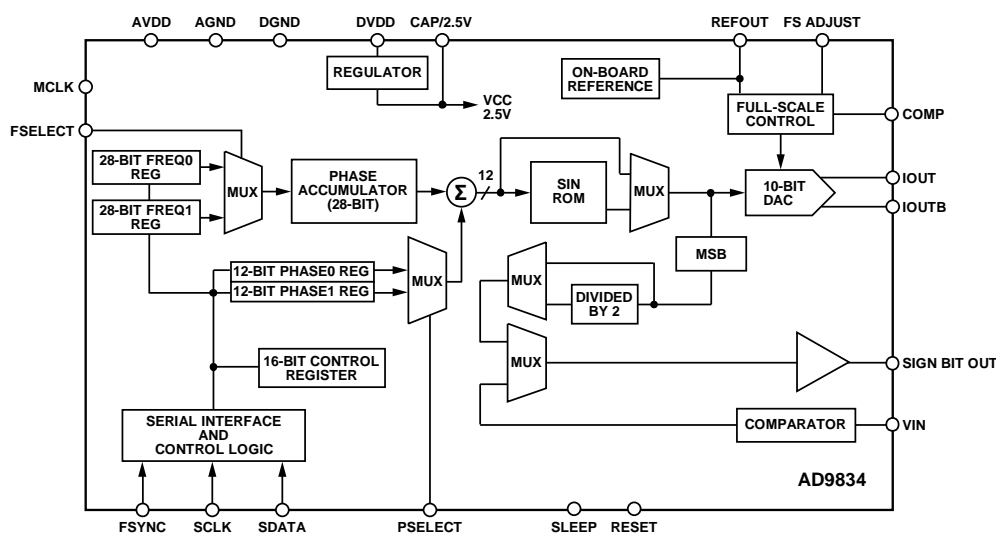 AVDD
AGND
DGND
DVDD
CAP/2.5V
REFOUT
FS ADJUST
MCLK
REGULATOR
ON-BOARD
REFERENCE
VCC
2.5V
FULL-SCALE
CONTROL
COMP
FSELECT
28-BIT FREQ0
REG
MUX
PHASE
ACCUMULATOR
(28-BIT)
Σ
12
SIN
ROM
MUX
10-BIT
DAC
IOUT
IOUTB
28-BIT FREQ1
REG
MSB
12-BIT PHASE0 REG
12-BIT PHASE1 REG
MUX
MUX
DIVIDED
BY 2
16-BIT CONTROL
REGISTER
MUX
SIGN BIT OUT
SERIAL INTERFACE
AND
CONTROL LOGIC
COMPARATOR
VIN
AD9834
FSYNC
SCLK
SDATA
PSELECT
SLEEP
RESET